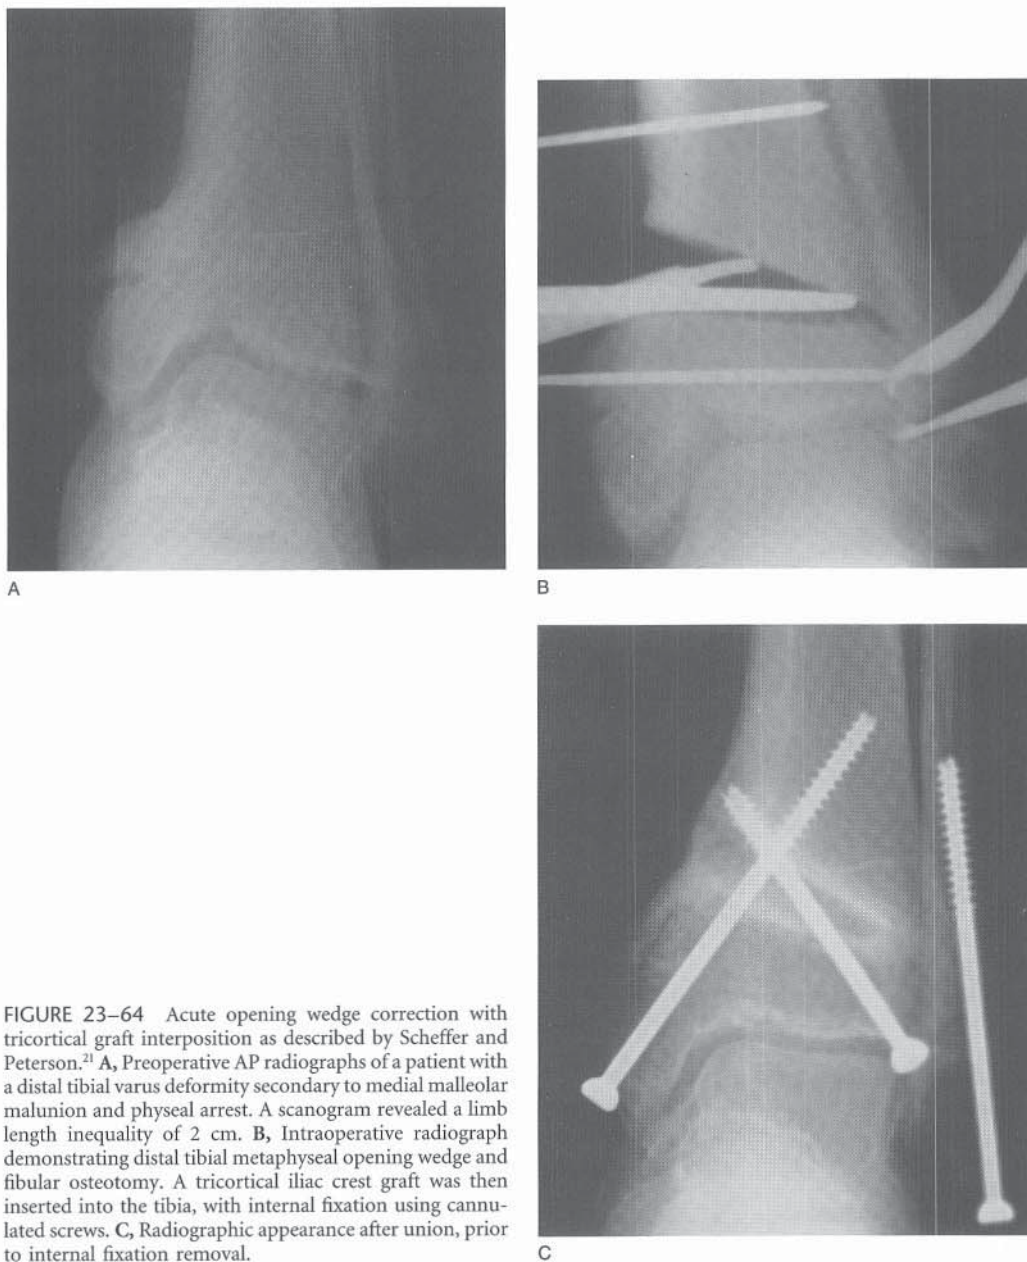 A
B
C
FIGURE 23–64 Acute opening wedge correction with
tricortical graft interposition as described by Scheffer and
Peterson.²¹ A, Preoperative AP radiographs of a patient with
a distal tibial varus deformity secondary to medial malleolar
malunion and physeal arrest. A scanogram revealed a limb
length inequality of 2 cm. B, Intraoperative radiograph
demonstrating distal tibial metaphyseal opening wedge and
fibular osteotomy. A tricortical iliac crest graft was then
inserted into the tibia, with internal fixation using cannu-
lated screws. C, Radiographic appearance after union, prior
to internal fixation removal.